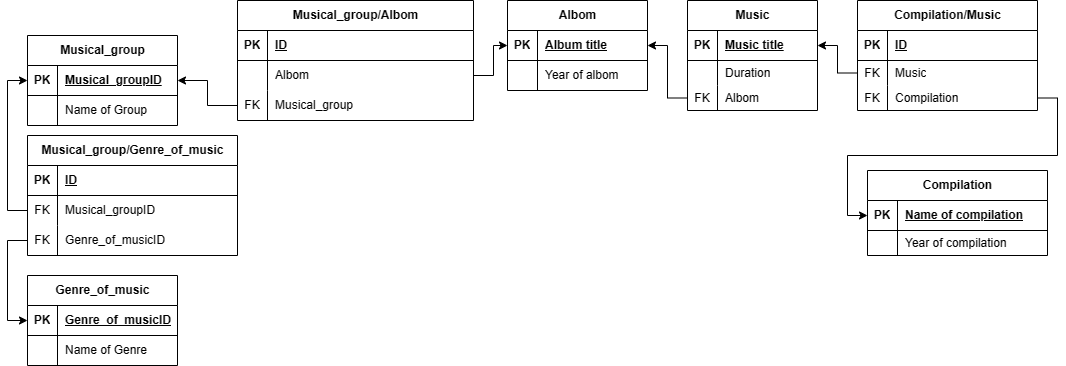 Musical_group
PK Musical_groupID
Name of Group
Musical_group/Genre_of_music
PK ID
FK Musical_groupID
FK Genre_of_musicID
Genre_of_music
PK Genre_of_musicID
Name of Genre
Musical_group/Albom
PK ID
Albom
FK Musical_group
Albom
PK Album title
Year of albom
Music
PK Music title
Duration
FK Albom
Compilation/Music
PK ID
FK Music
FK Compilation
Compilation
PK Name of compilation
Year of compilation